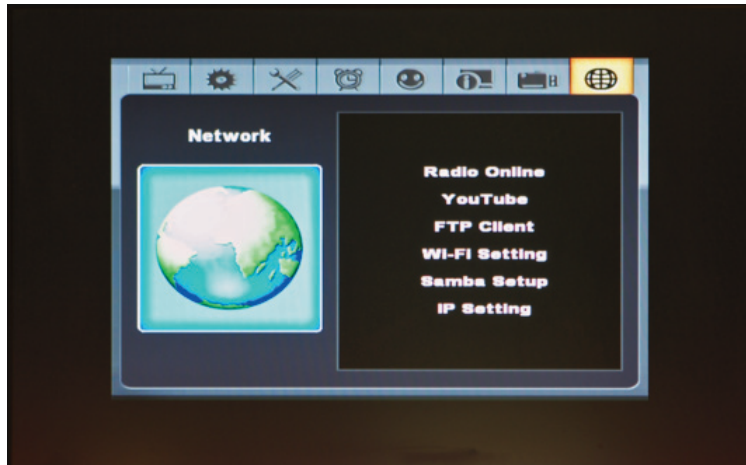 Network
Radio Online
YouTube
FTP Client
Wi-Fi Setting
Samba Setup
IP Setting